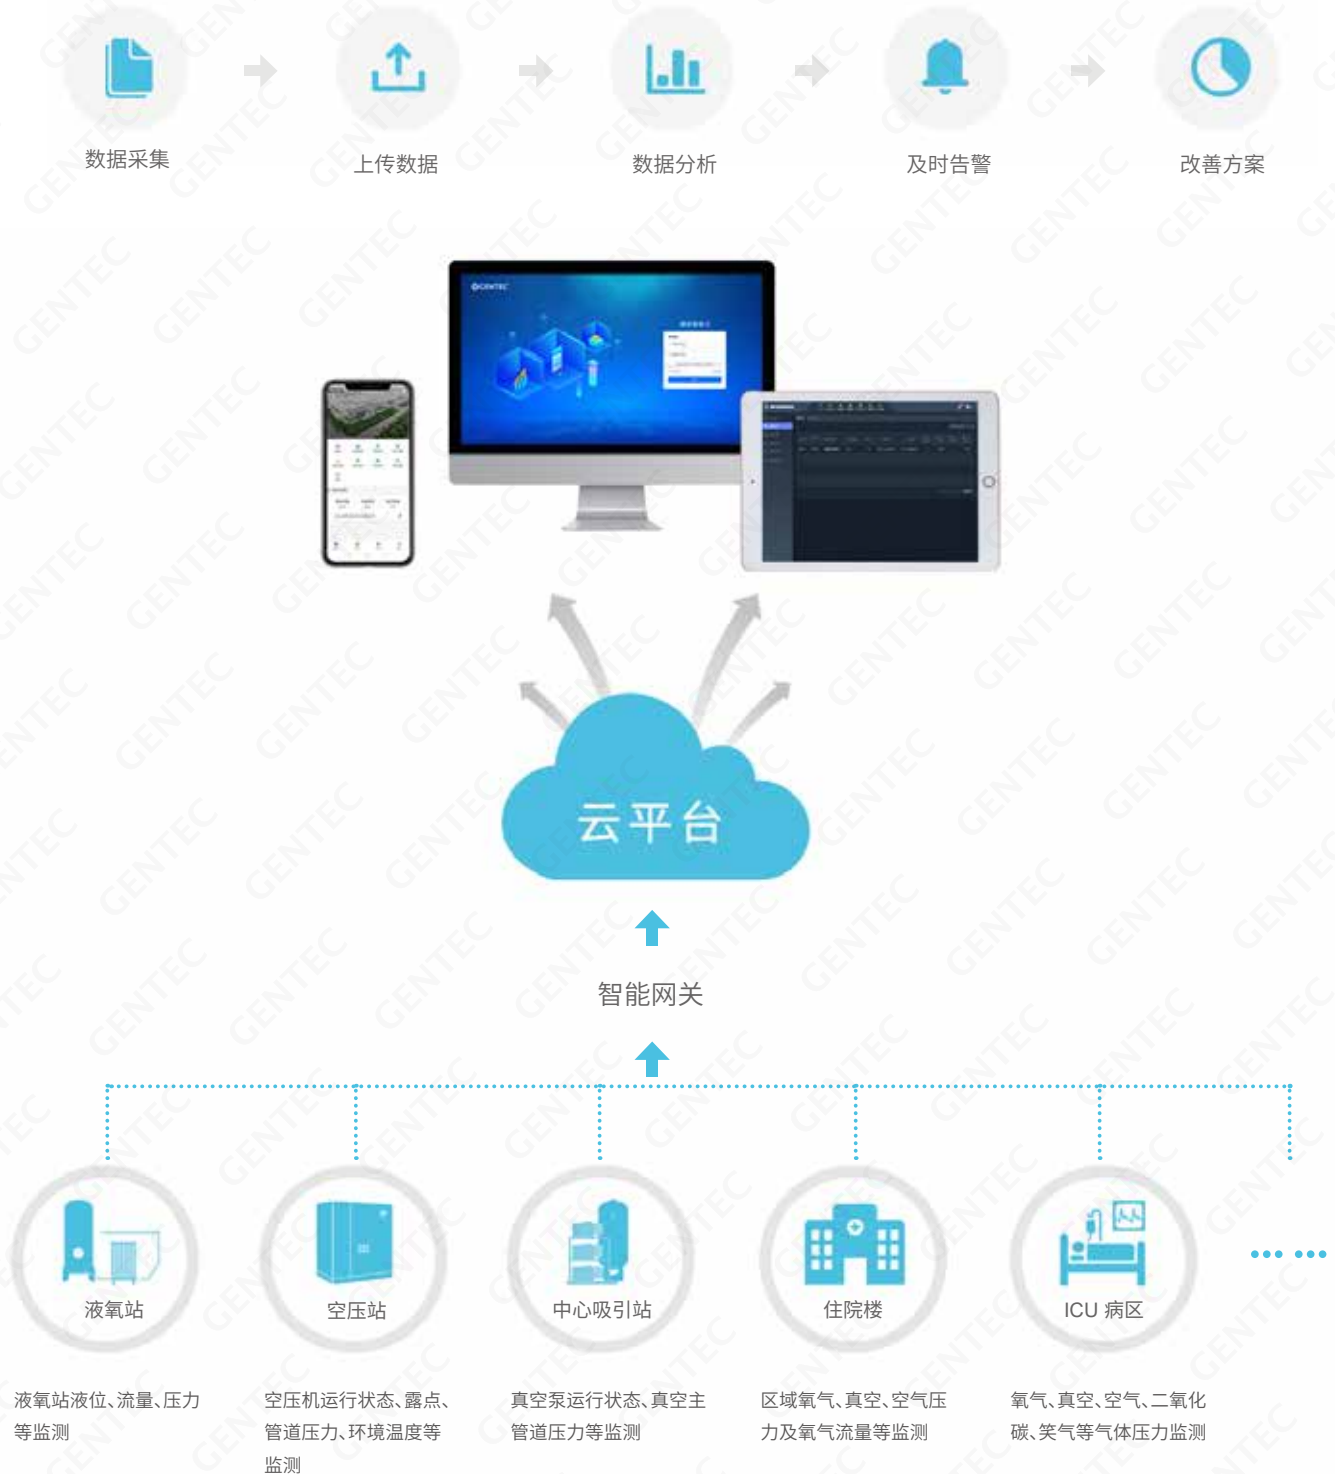 数据采集
上传数据
数据分析
及时告警
改善方案
GENTEC
云平台
智能网关
液氧站
空压站
中心吸引站
住院楼
ICU 病区
液氧站液位、流量、压力
等监测
空压机运行状态、露点、
管道压力、环境温度等
监测
真空泵运行状态、真空主
管道压力等监测
区域氧气、真空、空气压
力及氧气流量等监测
氧气、真空、空气、二氧化
碳、笑气等气体压力监测